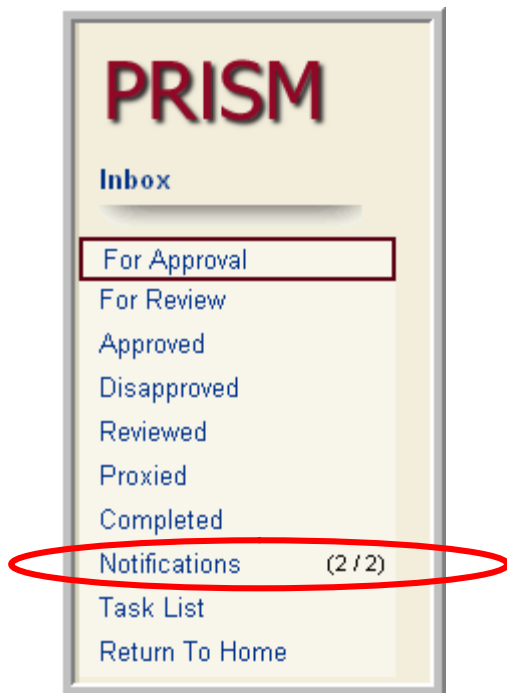 PRISM
Inbox
For Approval
For Review
Approved
Disapproved
Reviewed
Proxied
Completed
Notifications (2 / 2)
Task List
Return To Home